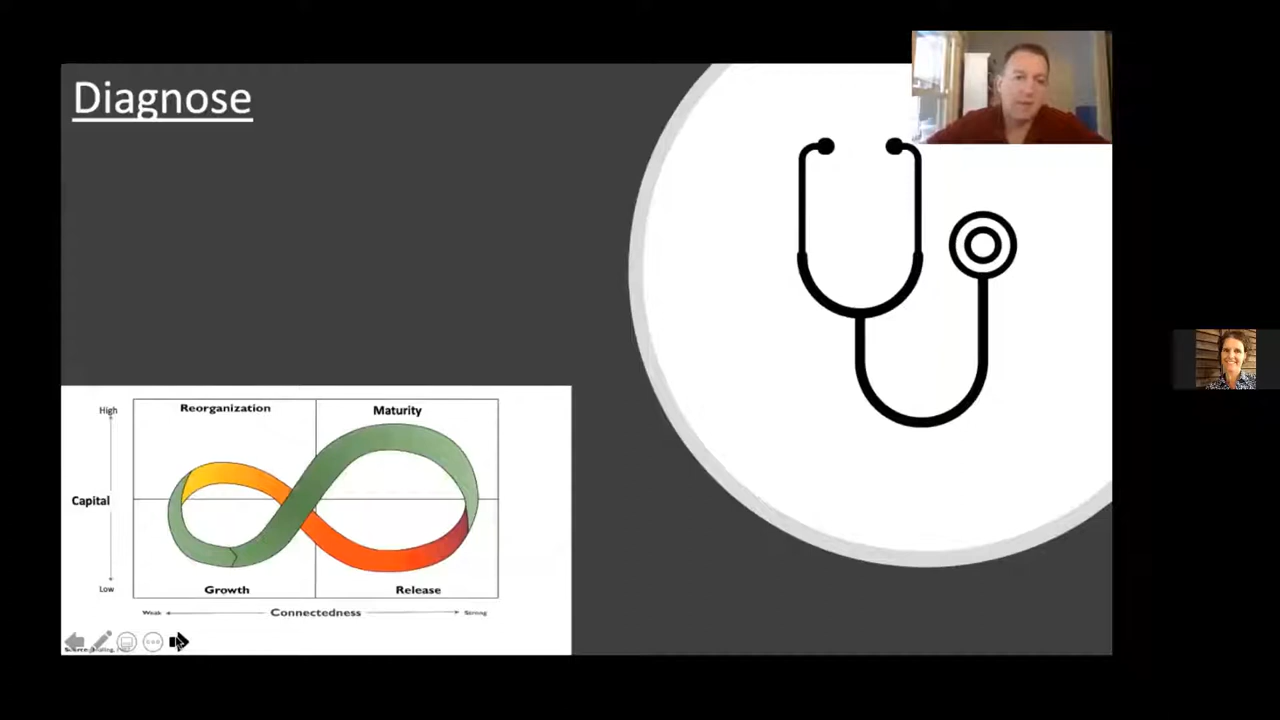 Diagnose
High
Reorganization
Maturity
Capital
Low
Growth
Release
Weak
Connectedness
Strong